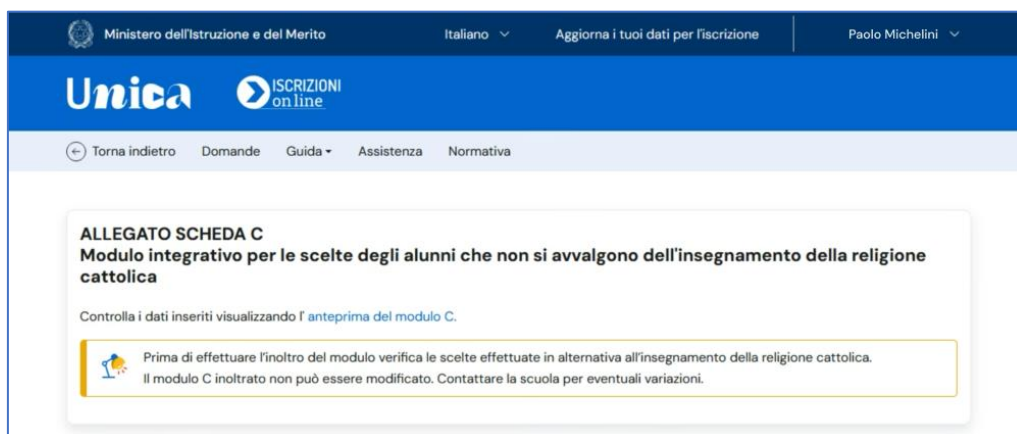 Ministero dell'Istruzione e del Merito Italiano Aggiorna i tuoi dati per l'iscrizione Paolo Michelini
Unica ISCRIZIONI
on line
Torna indietro Domande Guida Assistenza Normativa
ALLEGATO SCHEDA C
Modulo integrativo per le scelte degli alunni che non si avvalgono dell'insegnamento della religione
cattolica
Controlla i dati inseriti visualizzando l' anteprima del modulo C.
Prima di effettuare l'inoltro del modulo verifica le scelte effettuate in alternativa all'insegnamento della religione cattolica.
Il modulo C inoltrato non può essere modificato. Contattare la scuola per eventuali variazioni.